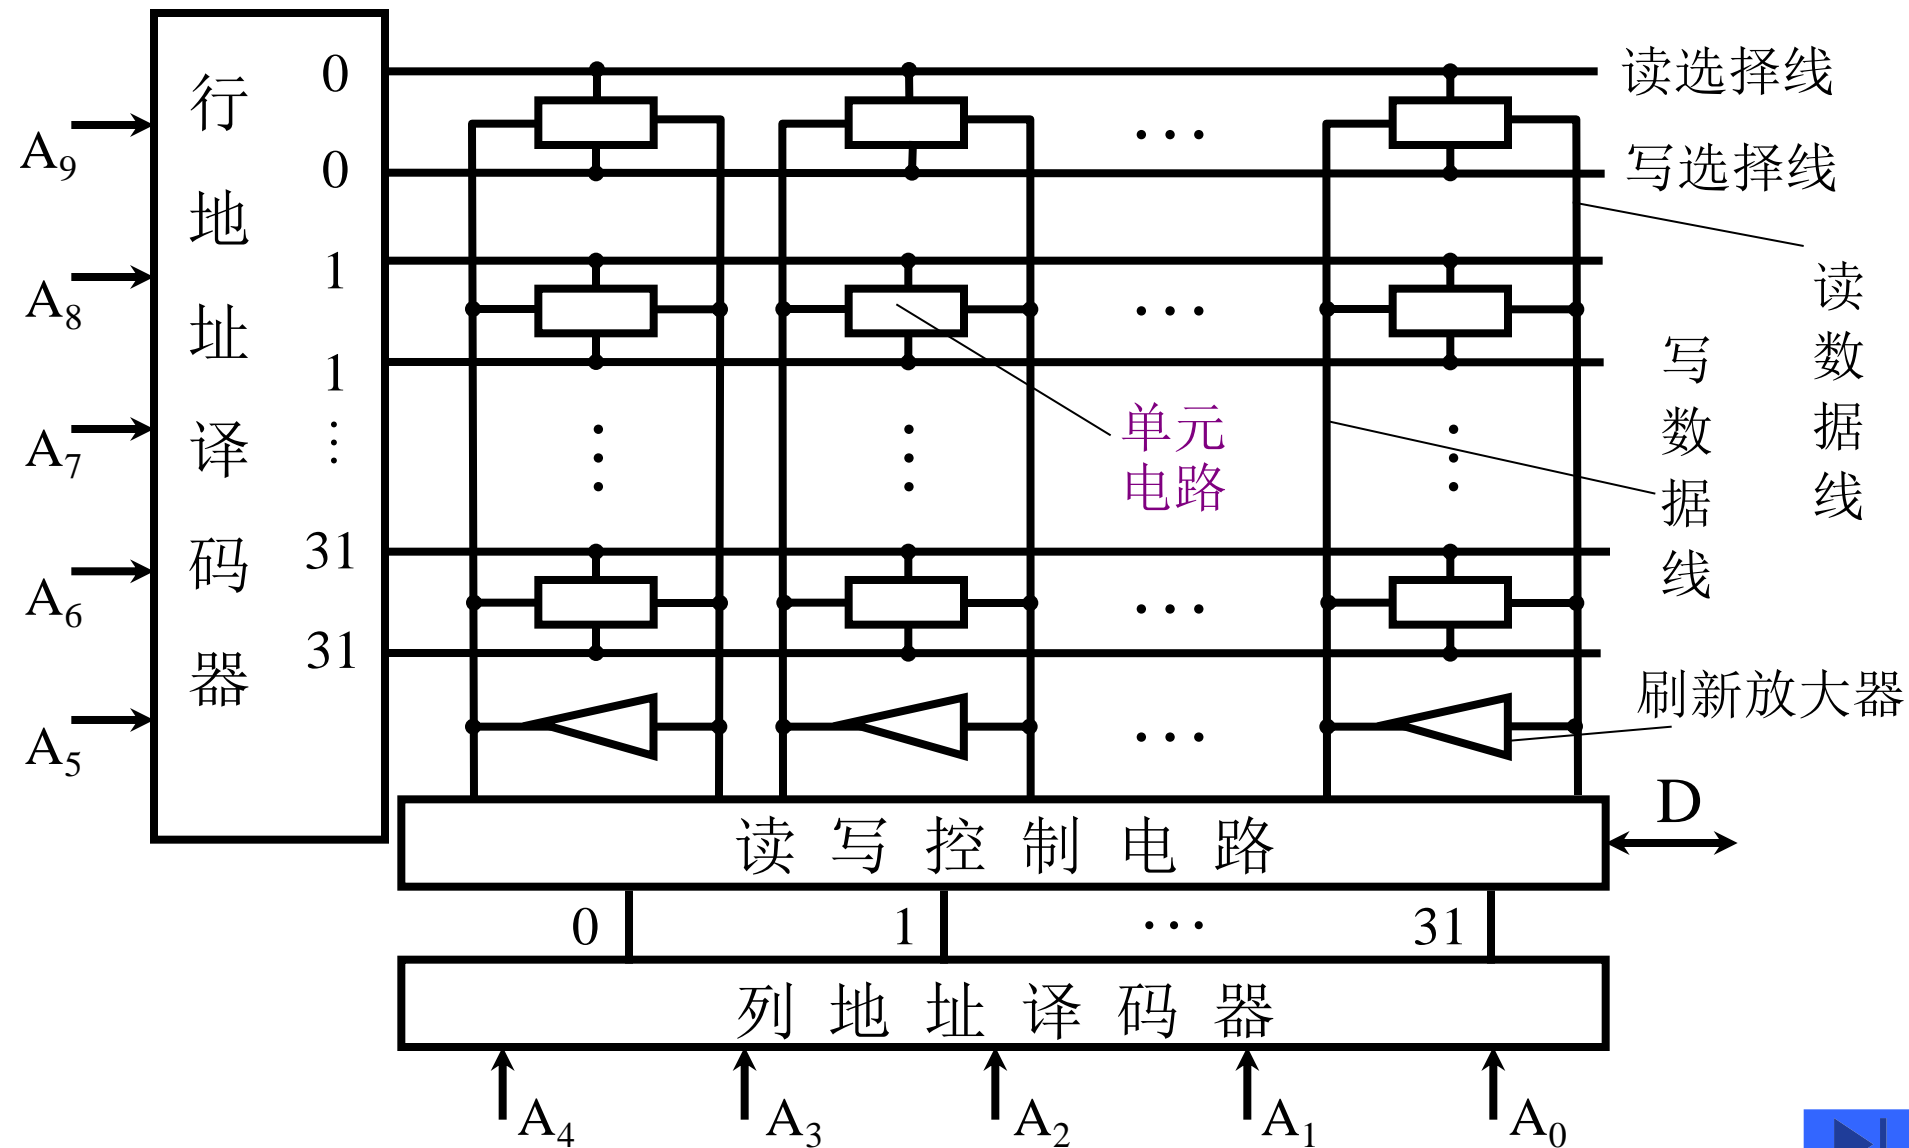 行地址译码器
A9
A8
A7
A6
A5
0
0
1
1
⋮
31
31
读选择线
写选择线
…
…
单元
电路
写数据线
读数据线
…
刷新放大器
…
D
读写控制电路
0 1 … 31
列地址译码器
A4 A3 A2 A1 A0